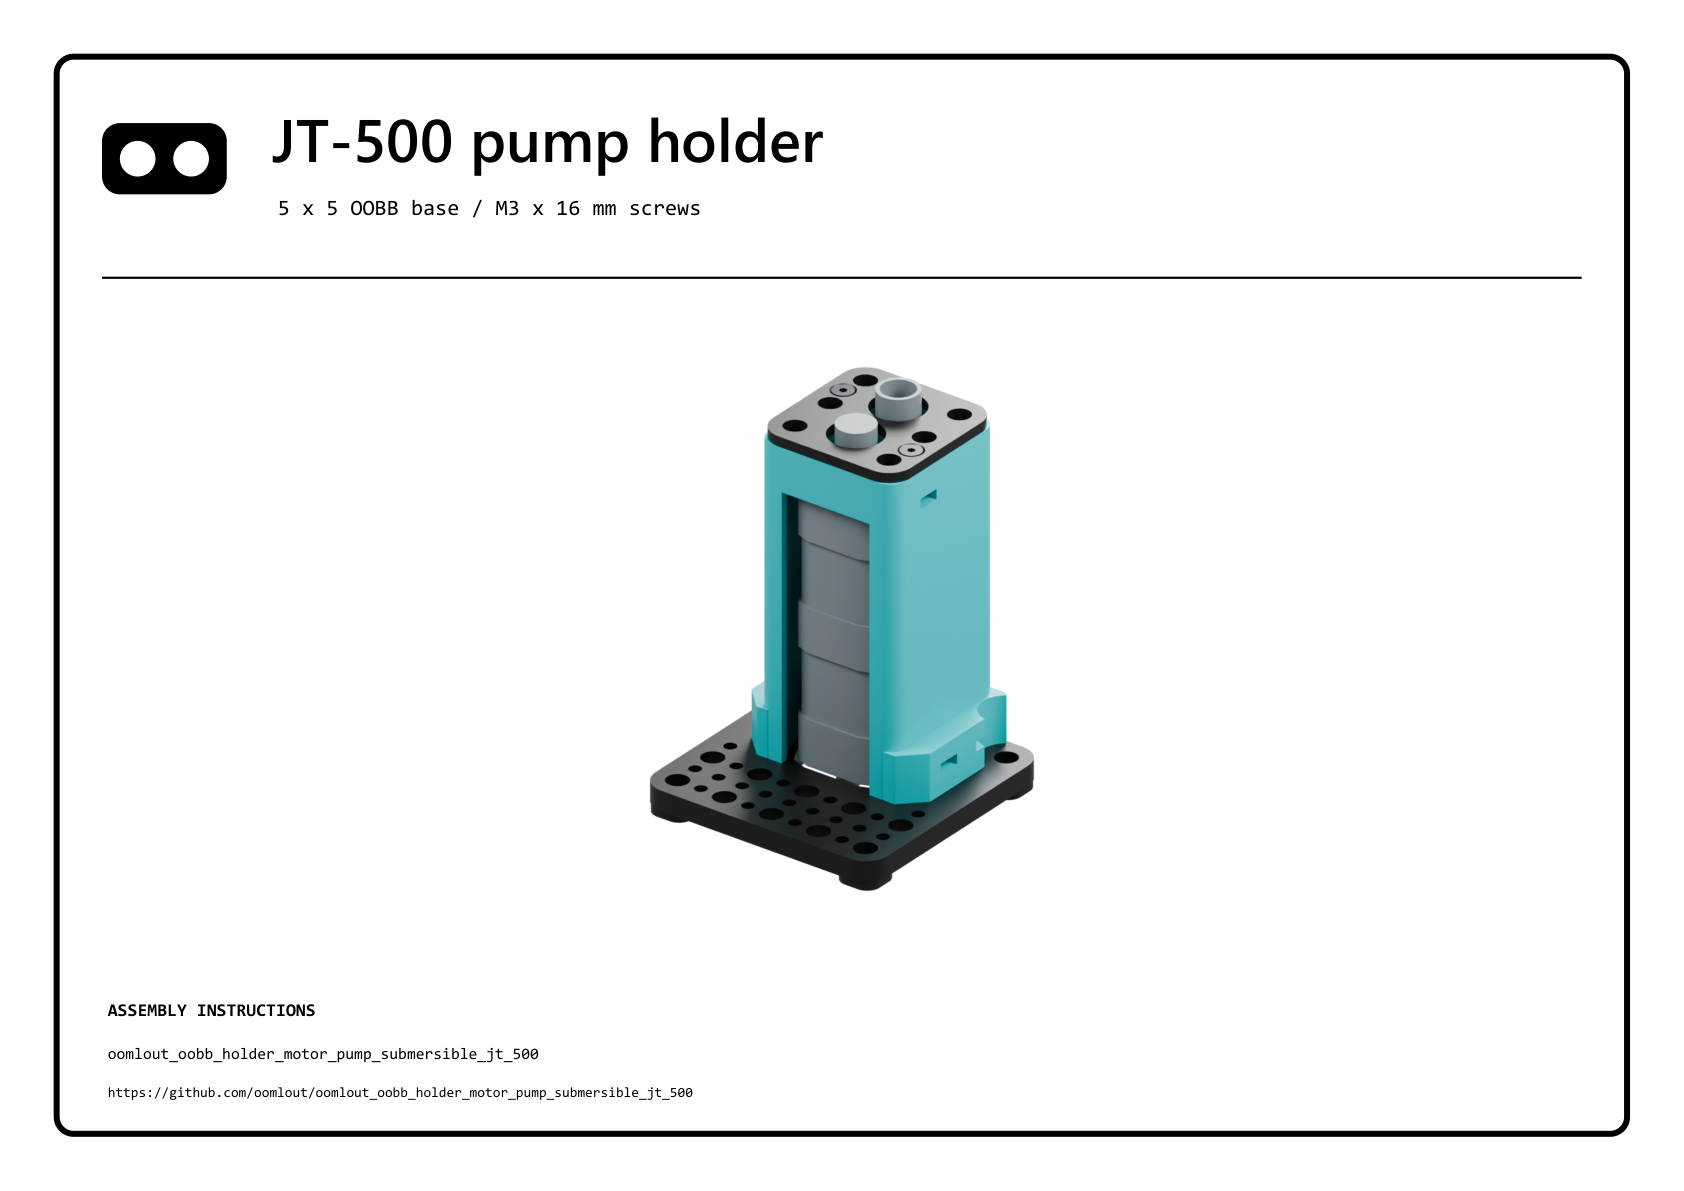 JT-500 pump holder
5 x 5 OOBB base / M3 x 16 mm screws
ASSEMBLY INSTRUCTIONS
oomlout_oobb_holder_motor_pump_submersible_jt_500
https://github.com/oomlout/oomlout_oobb_holder_motor_pump_submersible_jt_500